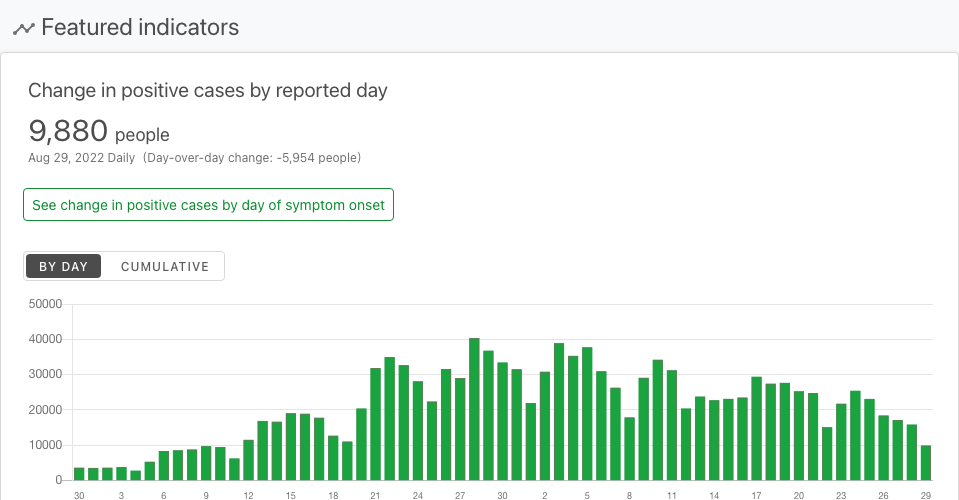 Featured indicators
Change in positive cases by reported day
9,880 people
Aug 29, 2022 Daily (Day-over-day change: -5,954 people)
See change in positive cases by day of symptom onset
BY DAY CUMULATIVE
50000
40000
30000
20000
10000
0
30 3 6 9 12 15 18 21 24 27 30 2 5 8 11 14 17 20 23 26 29